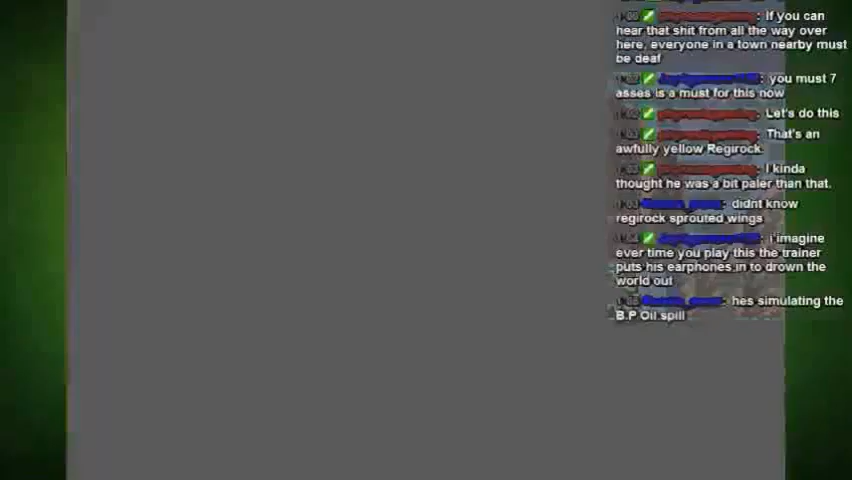 : If you can
hear that shit from all the way over
here, everyone in a town nearby must
be deaf
: you must 7
asses is a must for this now
: Let's do this
: That's an
awfully yellow Regirock.
: I kinda
thought he was a bit paler than that.
: didnt know
regirock sprouted wings
: i imagine
ever time you play this the trainer
puts his earphones in to drown the
world out
: hes simulating the
B.P Oil spill